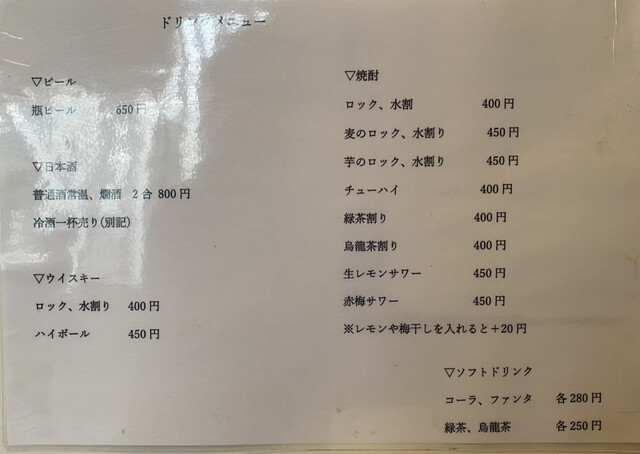 ドリンクメニュー
▽ビール
瓶ビール 650円
▽日本酒
普通酒常温、燗酒 2合 800円
冷酒一杯売り(別記)
▽ウイスキー
ロック、水割り 400円
ハイボール 450円
▽焼酎
ロック、水割 400円
麦のロック、水割り 450円
芋のロック、水割り 450円
チューハイ 400円
緑茶割り 400円
烏龍茶割り 400円
生レモンサワー 450円
赤梅サワー 450円
※レモンや梅干しを入れると+20円
▽ソフトドリンク
コーラ、ファンタ 各280円
緑茶、烏龍茶 各250円